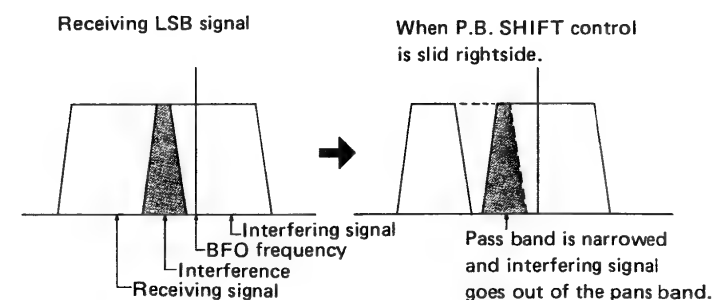 Receiving LSB signal
When P.B. SHIFT control
is slid rightside.
Interfering signal
BFO frequency
Interference
Receiving signal
Pass band is narrowed
and interfering signal
goes out of the pans band.